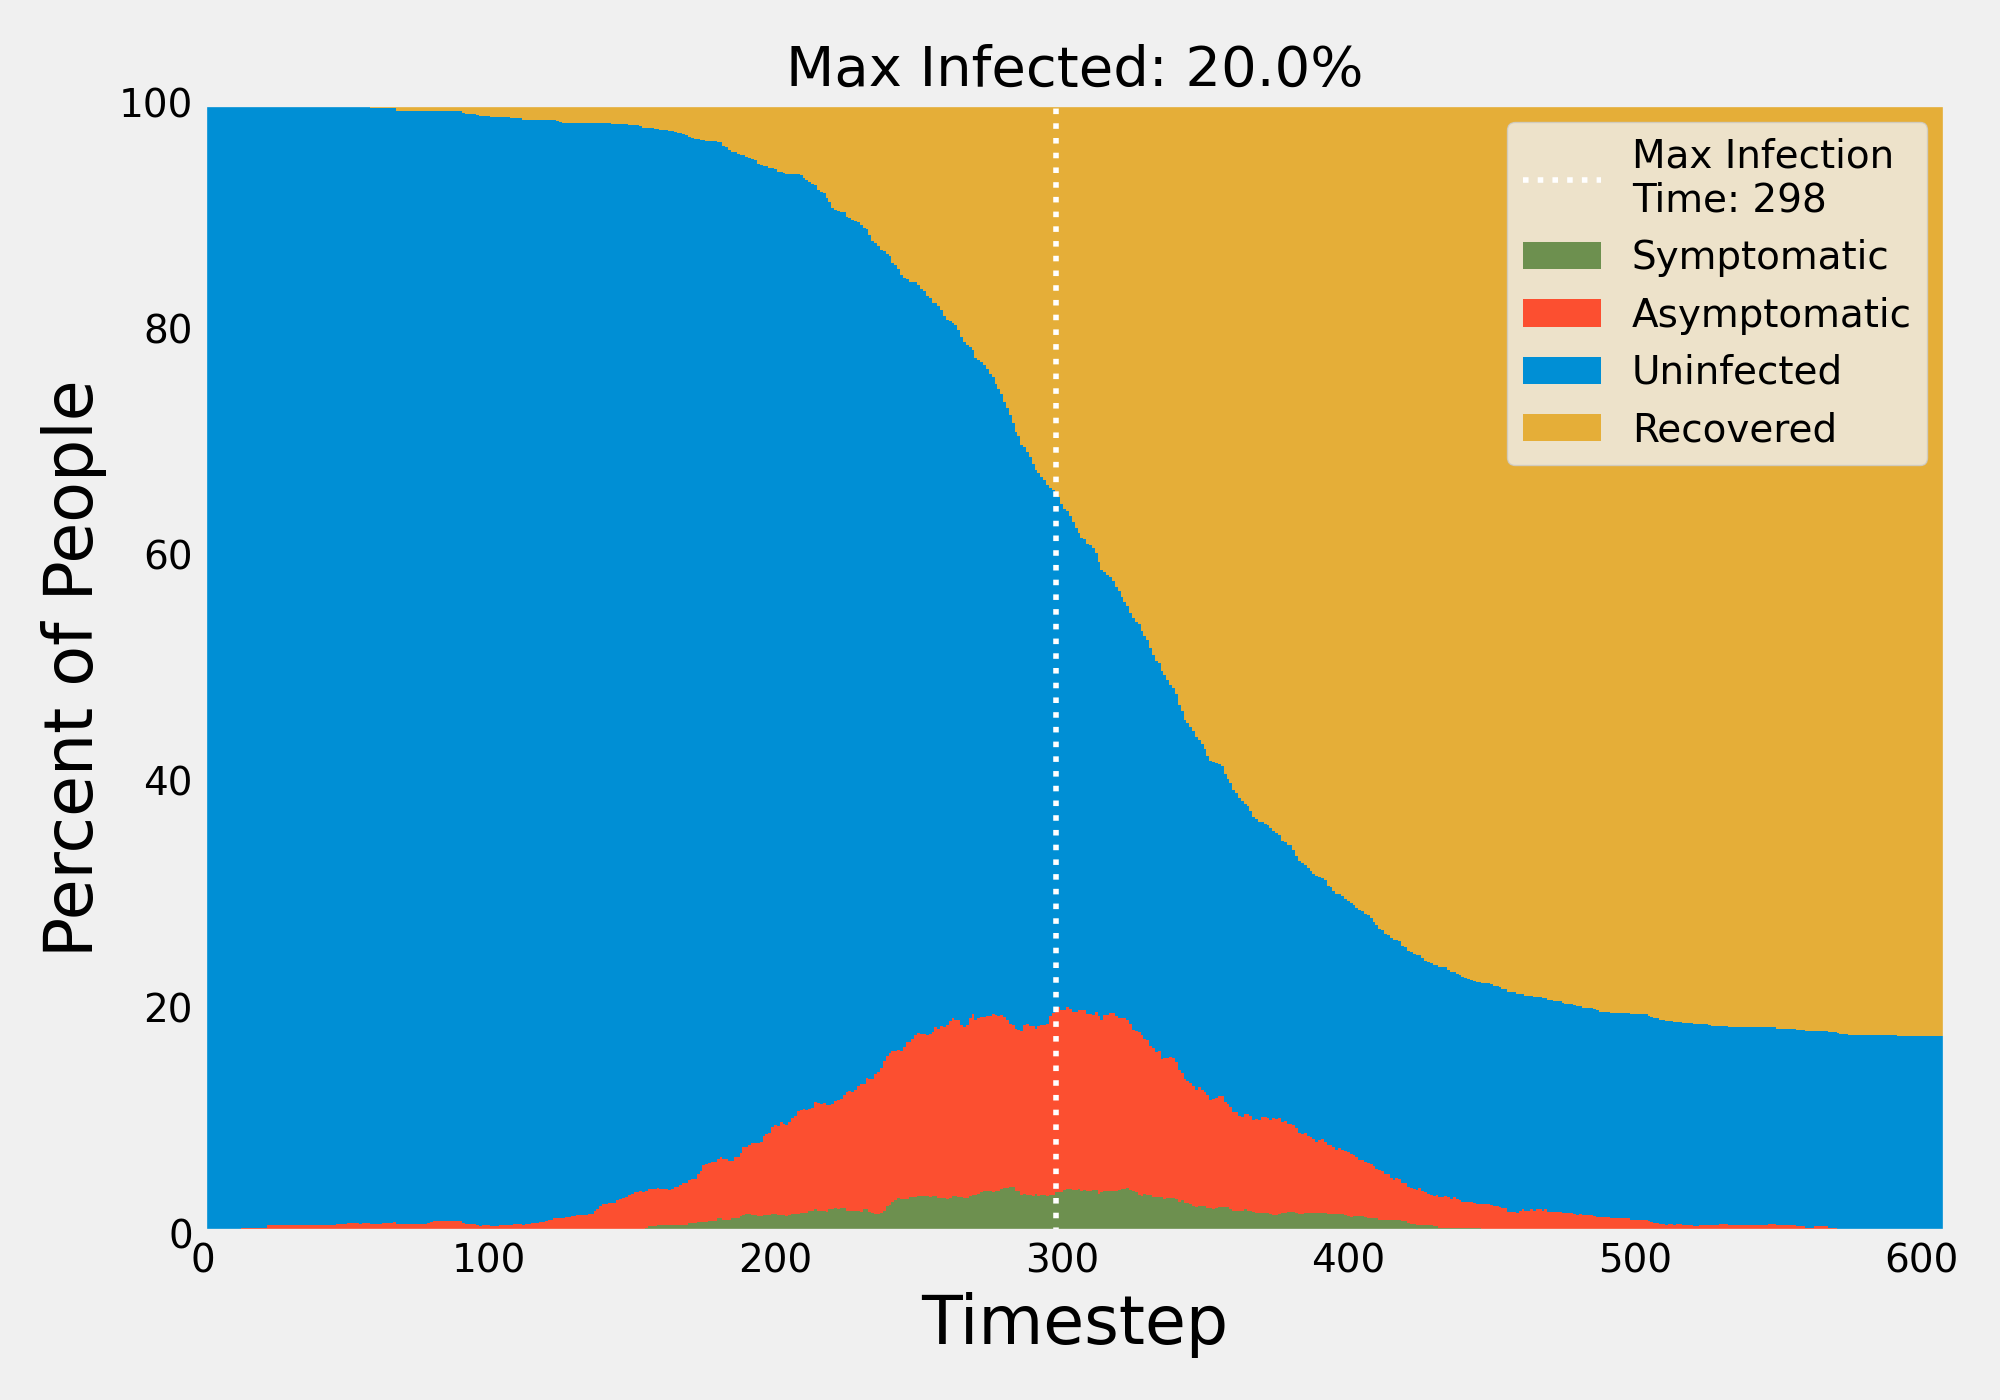 Max Infected: 20.0%
100
80
60
40
20
0
Percent of People
Max Infection
Time: 298
Symptomatic
Asymptomatic
Uninfected
Recovered
0 100 200 300 400 500 600
Timestep